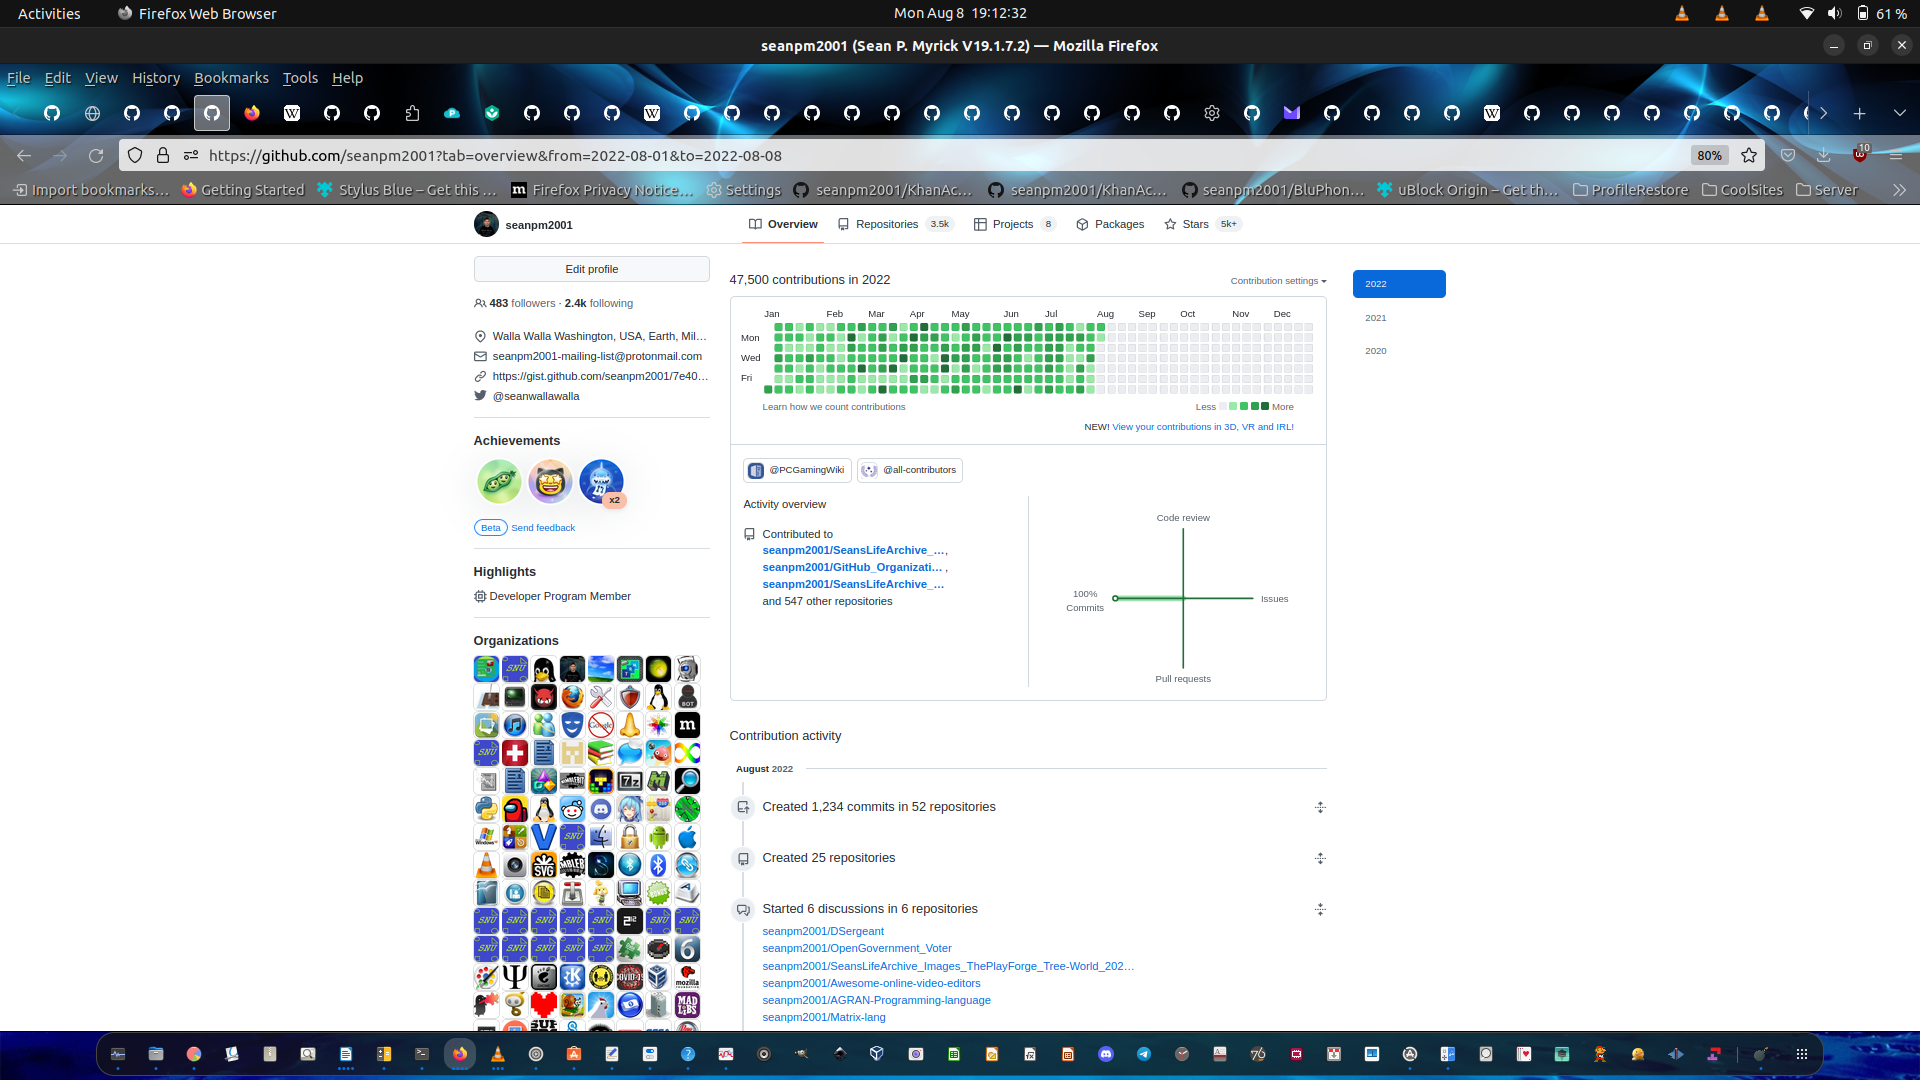 Activities
Firefox Web Browser
Mon Aug 8 19:12:32
61 %
seanpm2001 (Sean P. Myrick V19.1.7.2) — Mozilla Firefox
File Edit View History Bookmarks Tools Help
https://github.com/seanpm2001?tab=overview&from=2022-08-01&to=2022-08-08
80%
10
Import bookmarks… Getting Started Stylus Blue – Get this … Firefox Privacy Notice… Settings seanpm2001/KhanAc… seanpm2001/KhanAc… seanpm2001/BluPhon… uBlock Origin – Get th… ProfileRestore CoolSites Server
seanpm2001
Overview Repositories 3.5k Projects 8 Packages Stars 5k+
Edit profile
483 followers · 2.4k following
Walla Walla Washington, USA, Earth, Mil…
seanpm2001-mailing-list@protonmail.com
https://gist.github.com/seanpm2001/7e40…
@seanwallawalla
Achievements
x2
Beta Send feedback
Highlights
Developer Program Member
Organizations
47,500 contributions in 2022
Contribution settings
2022
2021
2020
Jan Feb Mar Apr May Jun Jul Aug Sep Oct Nov Dec
Mon
Wed
Fri
Learn how we count contributions
Less More
NEW! View your contributions in 3D, VR and IRL!
@PCGamingWiki @all-contributors
Activity overview
Contributed to
seanpm2001/SeansLifeArchive_…,
seanpm2001/GitHub_Organizati… ,
seanpm2001/SeansLifeArchive_…
and 547 other repositories
Code review
100%
Commits
Issues
Pull requests
Contribution activity
August 2022
Created 1,234 commits in 52 repositories
Created 25 repositories
Started 6 discussions in 6 repositories
seanpm2001/DSergeant
seanpm2001/OpenGovernment_Voter
seanpm2001/SeansLifeArchive_Images_ThePlayForge_Tree-World_202…
seanpm2001/Awesome-online-video-editors
seanpm2001/AGRAN-Programming-language
seanpm2001/Matrix-lang